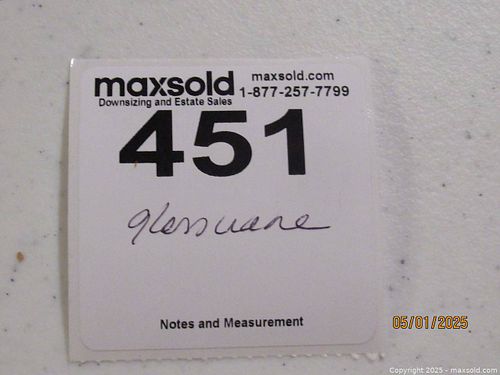 maxsold maxsold.com
Downsizing and Estate Sales 1-877-257-7799
451
glassware
Notes and Measurement
05/01/2025
Copyright 2025 - maxsold.com